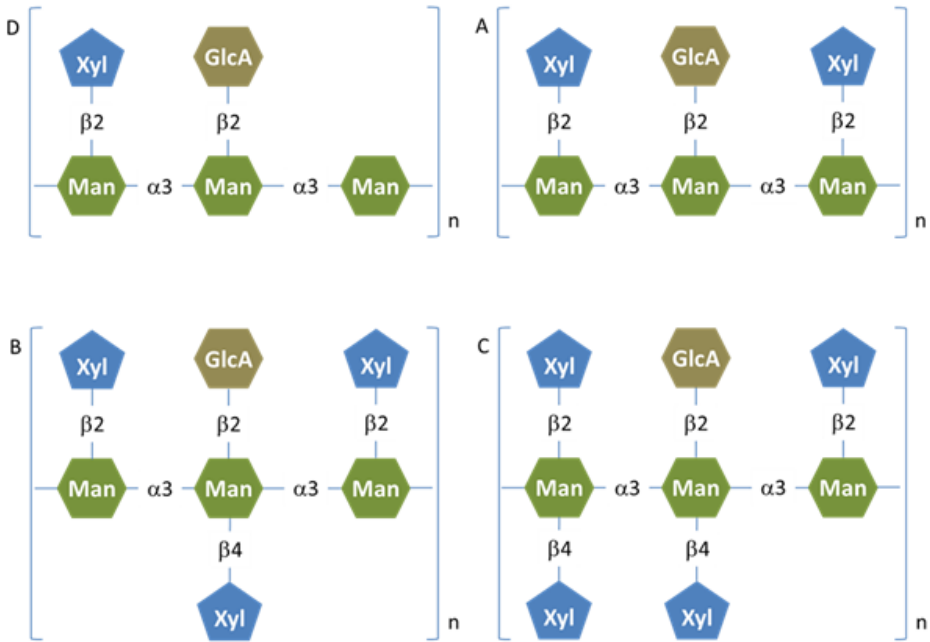 D
Xyl GlcA
β2 β2
Man α3 Man α3 Man
n
A
Xyl GlcA Xyl
β2 β2 β2
Man α3 Man α3 Man
n
B
Xyl GlcA Xyl
β2 β2 β2
Man α3 Man α3 Man
β4
Xyl
n
C
Xyl GlcA Xyl
β2 β2 β2
Man α3 Man α3 Man
β4 β4
Xyl Xyl
n